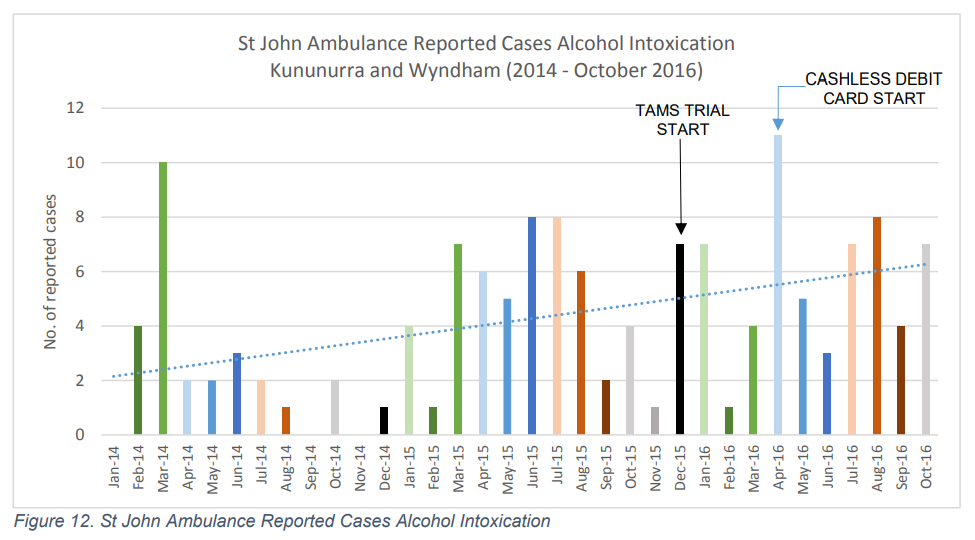 St John Ambulance Reported Cases Alcohol Intoxication
Kununurra and Wyndham (2014 - October 2016)
CASHLESS DEBIT
CARD START
TAMS TRIAL
START
No. of reported cases
12
10
8
6
4
2
0
Jan-14
Feb-14
Mar-14
Apr-14
May-14
Jun-14
Jul-14
Aug-14
Sep-14
Oct-14
Nov-14
Dec-14
Jan-15
Feb-15
Mar-15
Apr-15
May-15
Jun-15
Jul-15
Aug-15
Sep-15
Oct-15
Nov-15
Dec-15
Jan-16
Feb-16
Mar-16
Apr-16
May-16
Jun-16
Jul-16
Aug-16
Sep-16
Oct-16
Figure 12. St John Ambulance Reported Cases Alcohol Intoxication